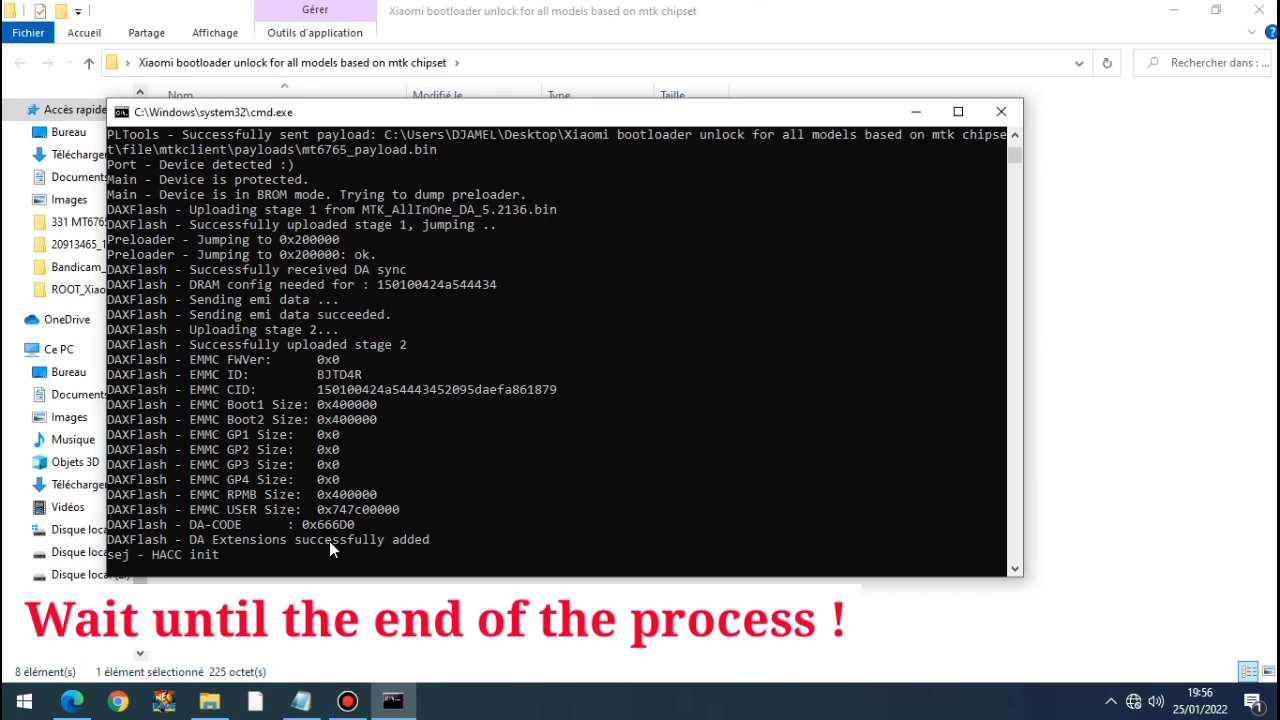 Gérer
Xiaomi bootloader unlock for all models based on mtk chipset
Fichier
Accueil
Partage
Affichage
Outils d'application
Xiaomi bootloader unlock for all models based on mtk chipset
Rechercher dans : ...
Nom
Modifié le
Type
Taille
Accès rapide
Bureau
Télécharger
Documents
Images
331 MT676
20913465_1
Bandicam_
ROOT_Xiao
OneDrive
Ce PC
Bureau
Documents
Images
Musique
Objets 3D
Télécharger
Vidéos
Disque loc
Disque loca
Disque local (E:)
C:\Windows\system32\cmd.exe
PLTools - Successfully sent payload: C:\Users\DJAMEL\Desktop\Xiaomi bootloader unlock for all models based on mtk chipse
t\file\mtkclient\payloads\mt6765_payload.bin
Port - Device detected :)
Main - Device is protected.
Main - Device is in BROM mode. Trying to dump preloader.
DAXFlash - Uploading stage 1 from MTK_AllInOne_DA_5.2136.bin
DAXFlash - Successfully uploaded stage 1, jumping ..
Preloader - Jumping to 0x200000
Preloader - Jumping to 0x200000: ok.
DAXFlash - Successfully received DA sync
DAXFlash - DRAM config needed for : 150100424a544434
DAXFlash - Sending emi data ...
DAXFlash - Sending emi data succeeded.
DAXFlash - Uploading stage 2...
DAXFlash - Successfully uploaded stage 2
DAXFlash - EMMC FWVer: 0x0
DAXFlash - EMMC ID: BJTD4R
DAXFlash - EMMC CID: 150100424a54443452095daefa861879
DAXFlash - EMMC Boot1 Size: 0x400000
DAXFlash - EMMC Boot2 Size: 0x400000
DAXFlash - EMMC GP1 Size: 0x0
DAXFlash - EMMC GP2 Size: 0x0
DAXFlash - EMMC GP3 Size: 0x0
DAXFlash - EMMC GP4 Size: 0x0
DAXFlash - EMMC RPMB Size: 0x400000
DAXFlash - EMMC USER Size: 0x747c00000
DAXFlash - DA-CODE : 0x666D0
DAXFlash - DA Extensions successfully added
sej - HACC init
Wait until the end of the process !
8 élément(s)
1 élément sélectionné 225 octet(s)
19:56
25/01/2022
1